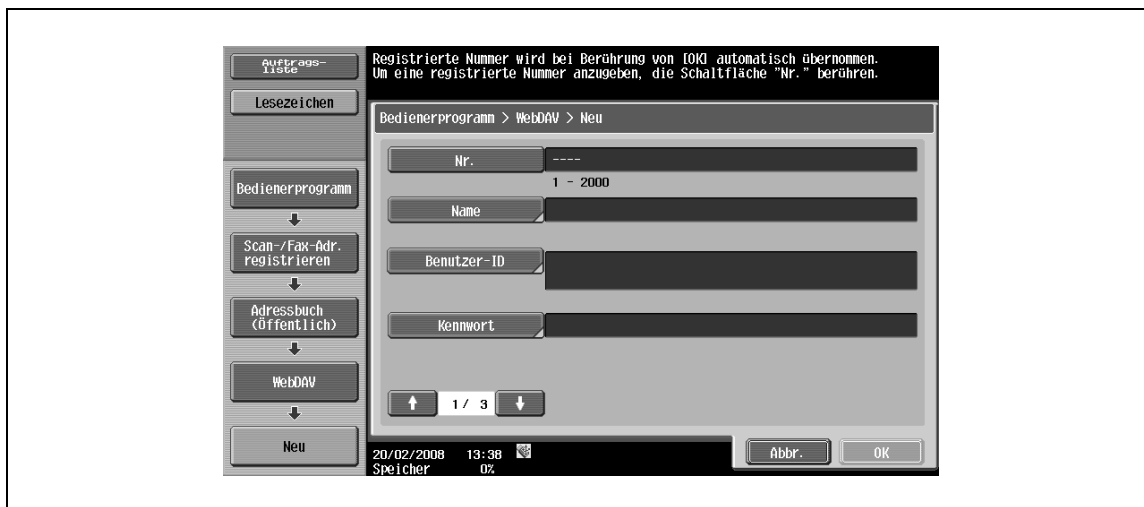 Auftrags-
liste
Lesezeichen
Bedienerprogramm
Scan-/Fax-Adr.
registrieren
Adressbuch
(Öffentlich)
WebDAV
Neu
Registrierte Nummer wird bei Berührung von [OK] automatisch übernommen.
Um eine registrierte Nummer anzugeben, die Schaltfläche "Nr." berühren.
Bedienerprogramm > WebDAV > Neu
Nr. ----
1 - 2000
Name
Benutzer-ID
Kennwort
1/ 3
20/02/2008 13:38
Speicher 0%
Abbr. OK